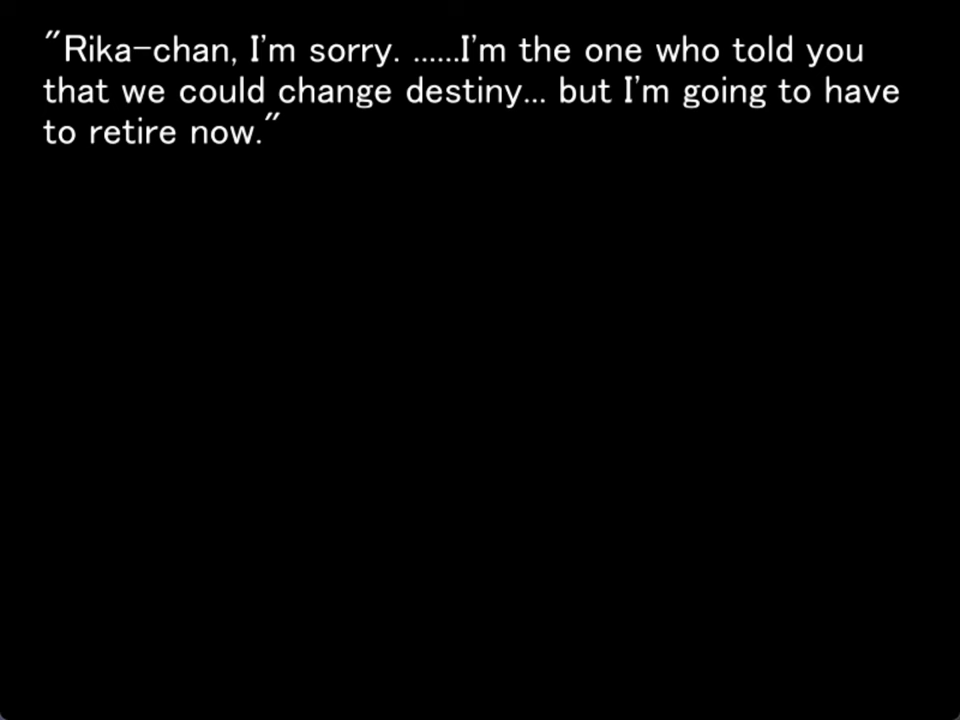 "Rika-chan, I'm sorry. ......I'm the one who told you
that we could change destiny... but I'm going to have
to retire now."